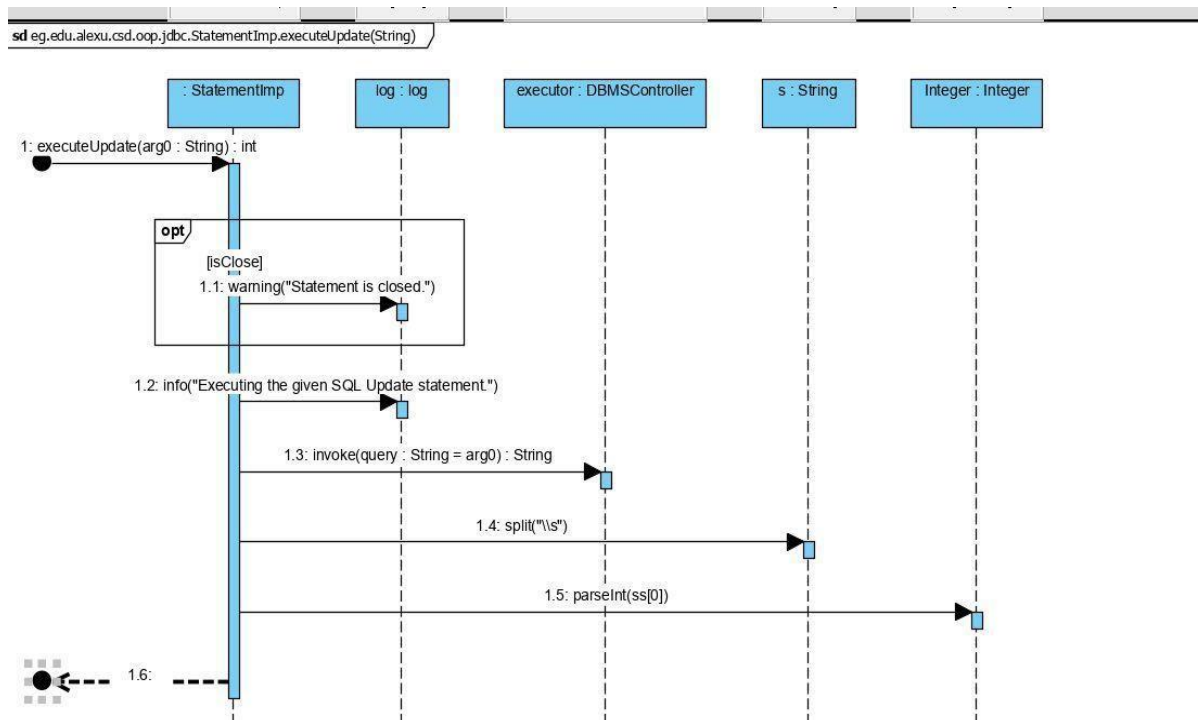 sd eg.edu.alexu.csd.oop.jdbc.StatementImp.executeUpdate(String)
: StatementImp
log : log
executor : DBMSController
s : String
Integer : Integer
1: executeUpdate(arg0 : String) : int
opt
[isClose]
1.1: warning("Statement is closed.")
1.2: info("Executing the given SQL Update statement.")
1.3: invoke(query : String = arg0) : String
1.4: split("\\s")
1.5: parseInt(ss[0])
1.6: